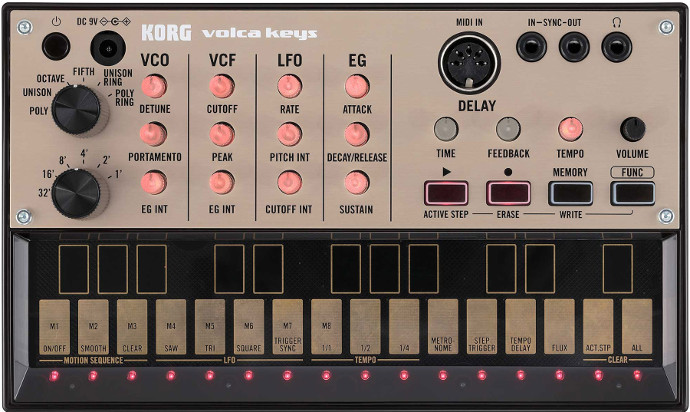 DC 9V
KORG volca keys
MIDI IN
IN–SYNC–OUT
VCO
VCF
LFO
EG
FIFTH
OCTAVE
UNISON RING
UNISON
POLY RING
POLY
DETUNE
CUTOFF
RATE
ATTACK
DELAY
PORTAMENTO
PEAK
PITCH INT
DECAY/RELEASE
TIME
FEEDBACK
TEMPO
VOLUME
4'
8'
2'
16'
1'
32'
EG INT
EG INT
CUTOFF INT
SUSTAIN
MEMORY
FUNC
ACTIVE STEP
ERASE
WRITE
M1
M2
M3
M4
M5
M6
M7
M8
ON/OFF
SMOOTH
CLEAR
SAW
TRI
SQUARE
TRIGGER SYNC
1/1
1/2
1/4
METRO-NOME
STEP TRIGGER
TEMPO DELAY
FLUX
ACT.STP
ALL
MOTION SEQUENCE
LFO
TEMPO
CLEAR